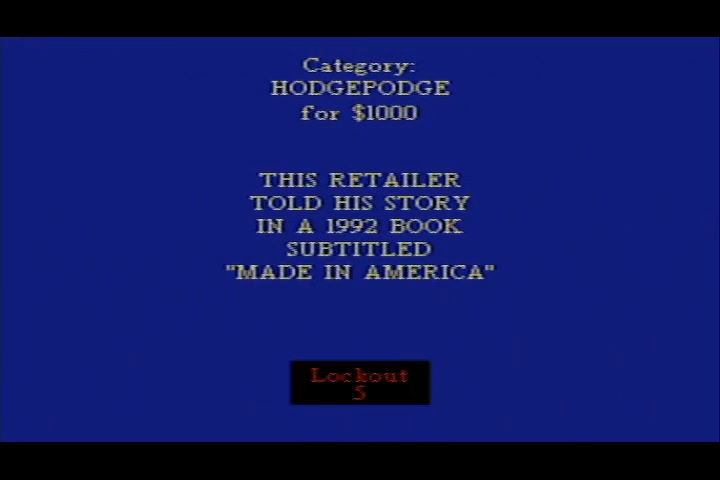 Category:
HODGEPODGE
for $1000
THIS RETAILER
TOLD HIS STORY
IN A 1992 BOOK
SUBTITLED
"MADE IN AMERICA"
Lockout
5